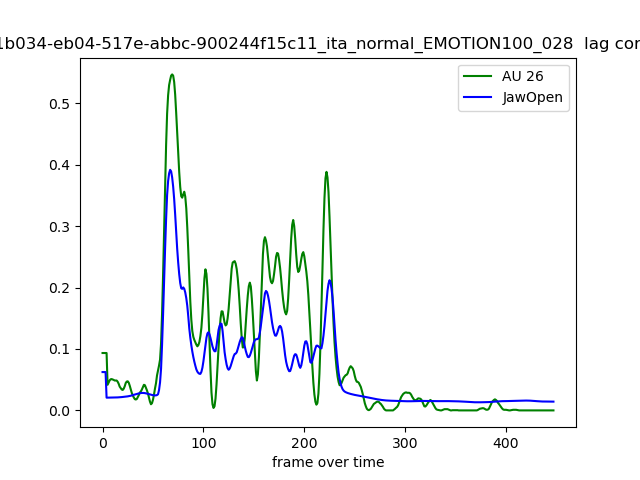 1b034-eb04-517e-abbc-900244f15c11_ita_normal_EMOTION100_028 lag cor
AU 26
JawOpen
0.5
0.4
0.3
0.2
0.1
0.0
0 100 200 300 400
frame over time